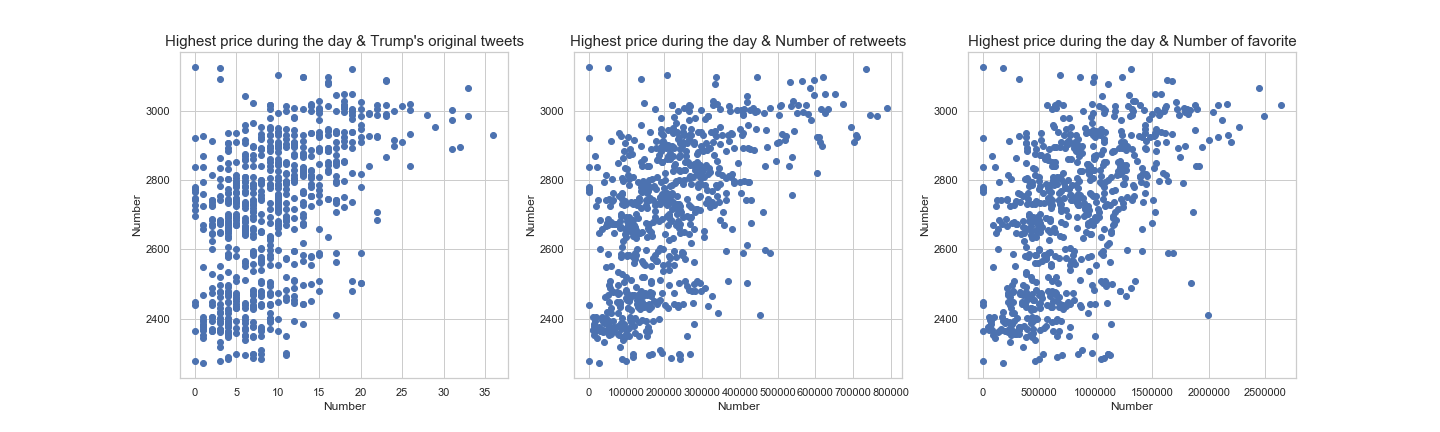 Highest price during the day & Trump's original tweets
3000
2800
2600
2400
Number
0 5 10 15 20 25 30 35
Number
Highest price during the day & Number of retweets
3000
2800
2600
2400
Number
0 100000 200000 300000 400000 500000 600000 700000 800000
Number
Highest price during the day & Number of favorite
3000
2800
2600
2400
Number
0 500000 1000000 1500000 2000000 2500000
Number